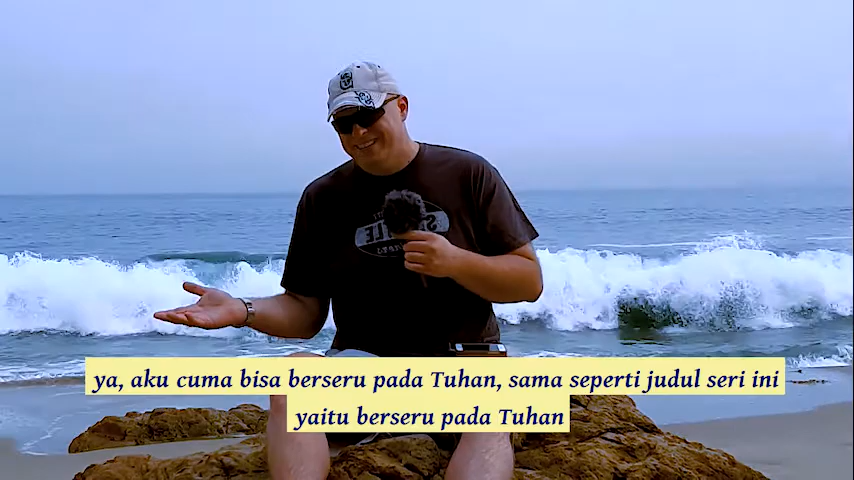 ya, aku cuma bisa berseru pada Tuhan, sama seperti judul seri ini
yaitu berseru pada Tuhan